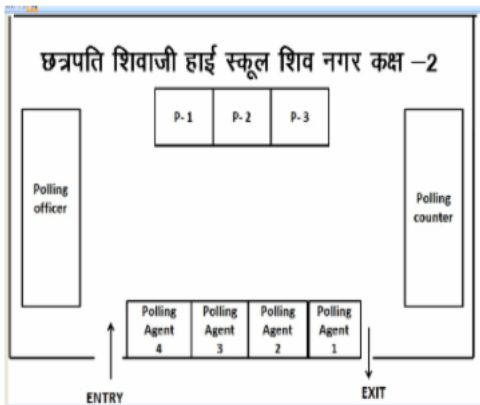 छत्रपति शिवाजी हाई स्कूल शिव नगर कक्ष –2
P-1 P-2 P-3
Polling
officer
Polling
counter
Polling
Agent
4
Polling
Agent
3
Polling
Agent
2
Polling
Agent
1
ENTRY
EXIT